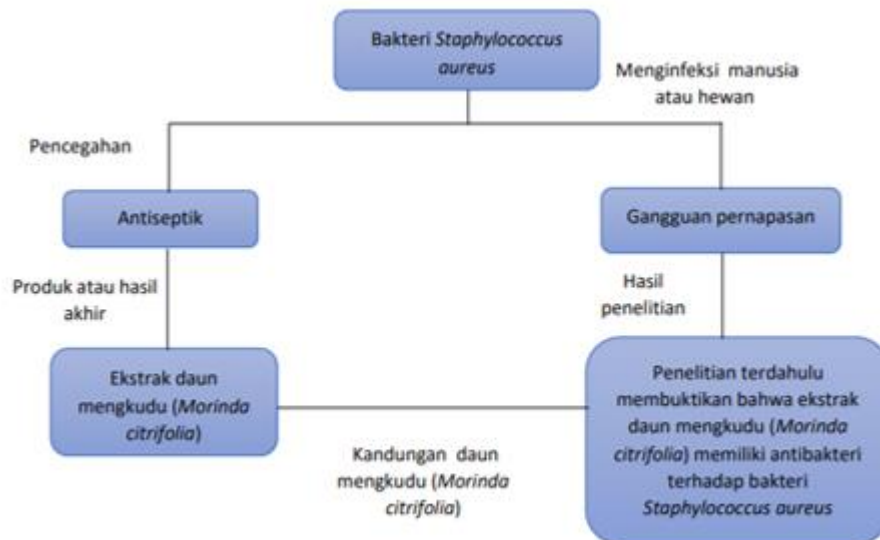 Bakteri Staphylococcus
aureus
Menginfeksi manusia
atau hewan
Pencegahan
Antiseptik
Gangguan pernapasan
Produk atau hasil
akhir
Hasil
penelitian
Ekstrak daun
mengkudu (Morinda
citrifolia)
Penelitian terdahulu
membuktikan bahwa ekstrak
daun mengkudu (Morinda
citrifolia) memiliki antibakteri
terhadap bakteri
Staphylococcus aureus
Kandungan daun
mengkudu (Morinda
citrifolia)